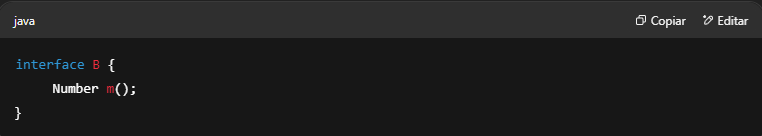 java Copiar Editar
interface B {
    Number m();
}